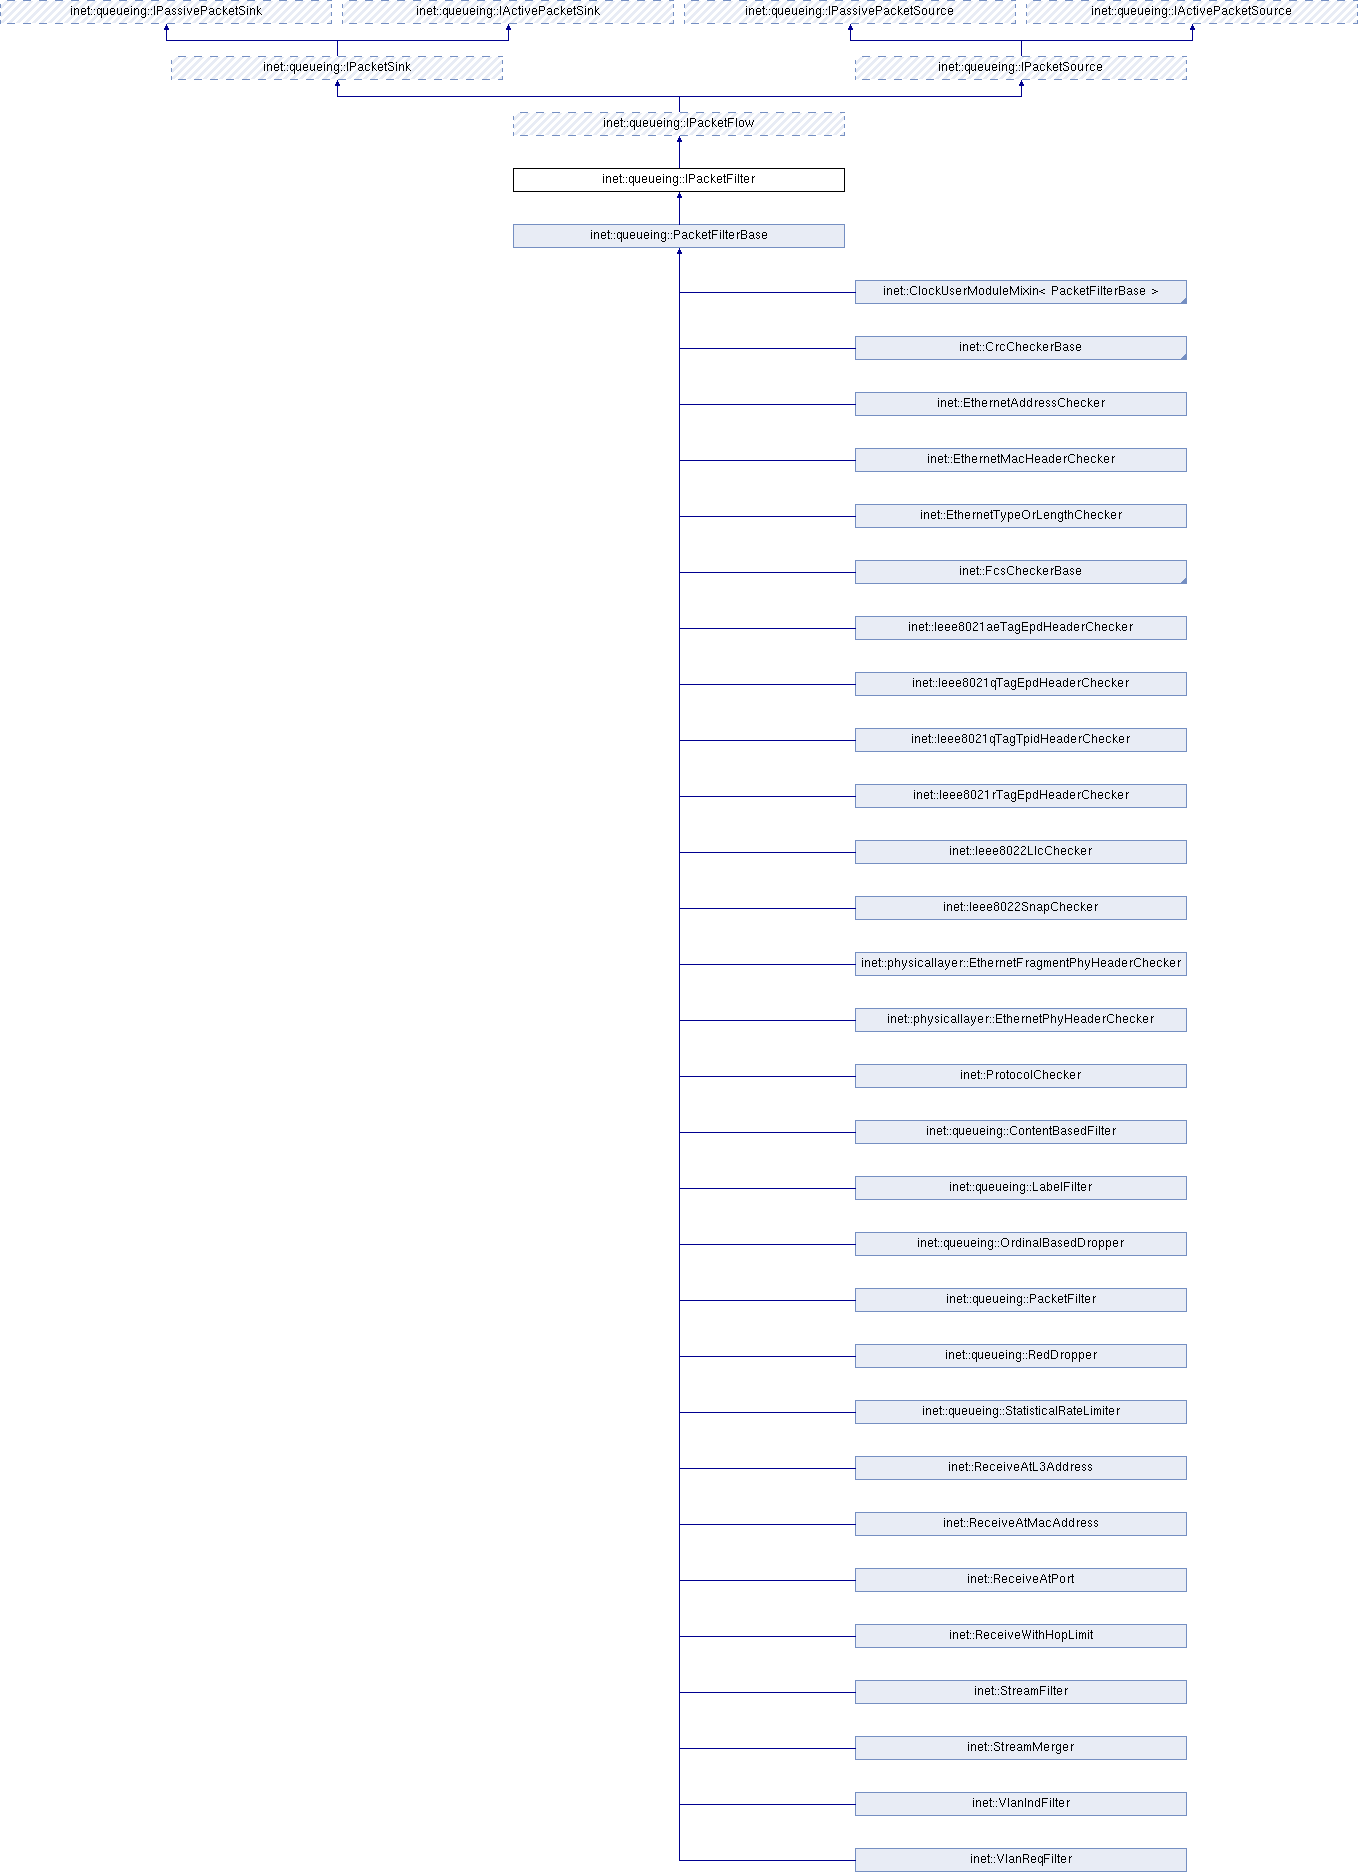 inet::queueing::IPassivePacketSink
inet::queueing::IActivePacketSink
inet::queueing::IPassivePacketSource
inet::queueing::IActivePacketSource
inet::queueing::IPacketSink
inet::queueing::IPacketSource
inet::queueing::IPacketFlow
inet::queueing::IPacketFilter
inet::queueing::PacketFilterBase
inet::ClockUserModuleMixin< PacketFilterBase >
inet::CrcCheckerBase
inet::EthernetAddressChecker
inet::EthernetMacHeaderChecker
inet::EthernetTypeOrLengthChecker
inet::FcsCheckerBase
inet::Ieee8021aeTagEpdHeaderChecker
inet::Ieee8021qTagEpdHeaderChecker
inet::Ieee8021qTagTpidHeaderChecker
inet::Ieee8021rTagEpdHeaderChecker
inet::Ieee8022LlcChecker
inet::Ieee8022SnapChecker
inet::physicallayer::EthernetFragmentPhyHeaderChecker
inet::physicallayer::EthernetPhyHeaderChecker
inet::ProtocolChecker
inet::queueing::ContentBasedFilter
inet::queueing::LabelFilter
inet::queueing::OrdinalBasedDropper
inet::queueing::PacketFilter
inet::queueing::RedDropper
inet::queueing::StatisticalRateLimiter
inet::ReceiveAtL3Address
inet::ReceiveAtMacAddress
inet::ReceiveAtPort
inet::ReceiveWithHopLimit
inet::StreamFilter
inet::StreamMerger
inet::VlanIndFilter
inet::VlanReqFilter